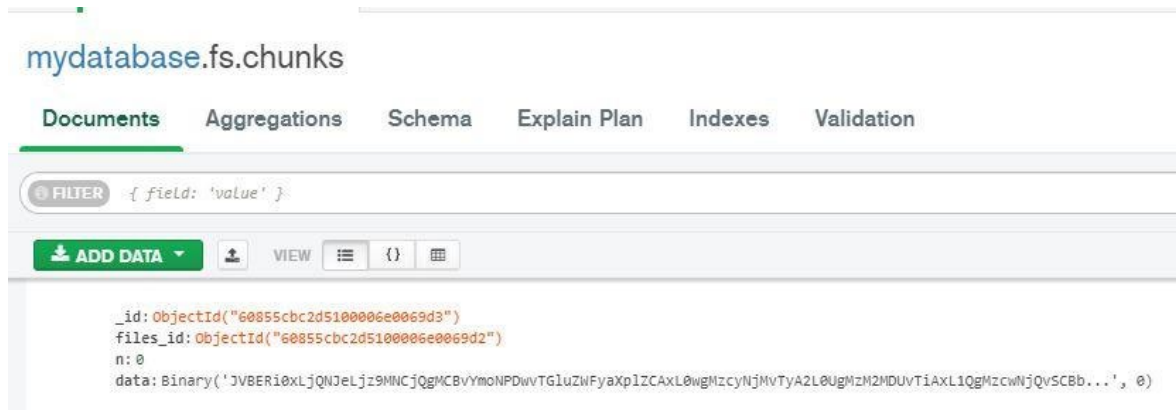 mydatabase.fs.chunks
Documents Aggregations Schema Explain Plan Indexes Validation
FILTER { field: 'value' }
ADD DATA VIEW {}
_id: ObjectId("60855cbc2d5100006e0069d3")
files_id: ObjectId("60855cbc2d5100006e0069d2")
n: 0
data: Binary('JVBERi0xLjQNJeLjz9MNCjQgMCBvYmoNPDwvTGluZWFyaXplZCAxL0wgMzcyNjMvTyA2L0UgMzM2MDUvTiAxL1QgMzcwNjQvSCBb...', 0)